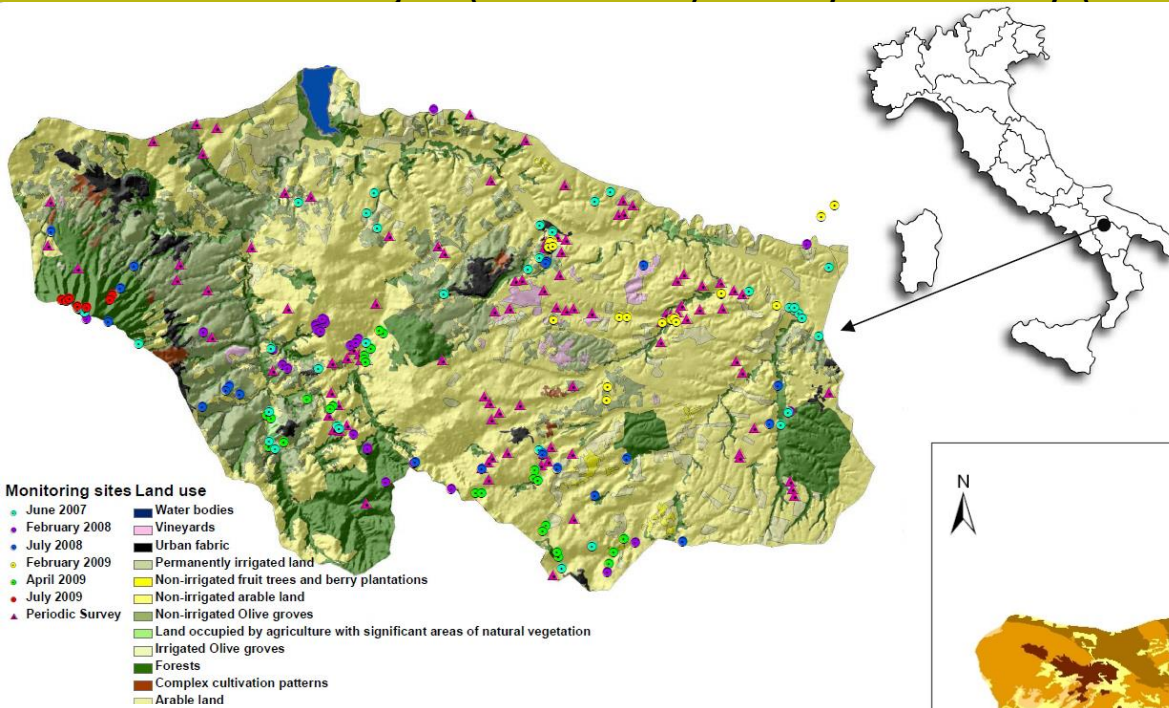 N
Monitoring sites Land use
June 2007
February 2008
July 2008
February 2009
April 2009
July 2009
Periodic Survey
Water bodies
Vineyards
Urban fabric
Permanently irrigated land
Non-irrigated fruit trees and berry plantations
Non-irrigated arable land
Non-irrigated Olive groves
Land occupied by agriculture with significant areas of natural vegetation
Irrigated Olive groves
Forests
Complex cultivation patterns
Arable land